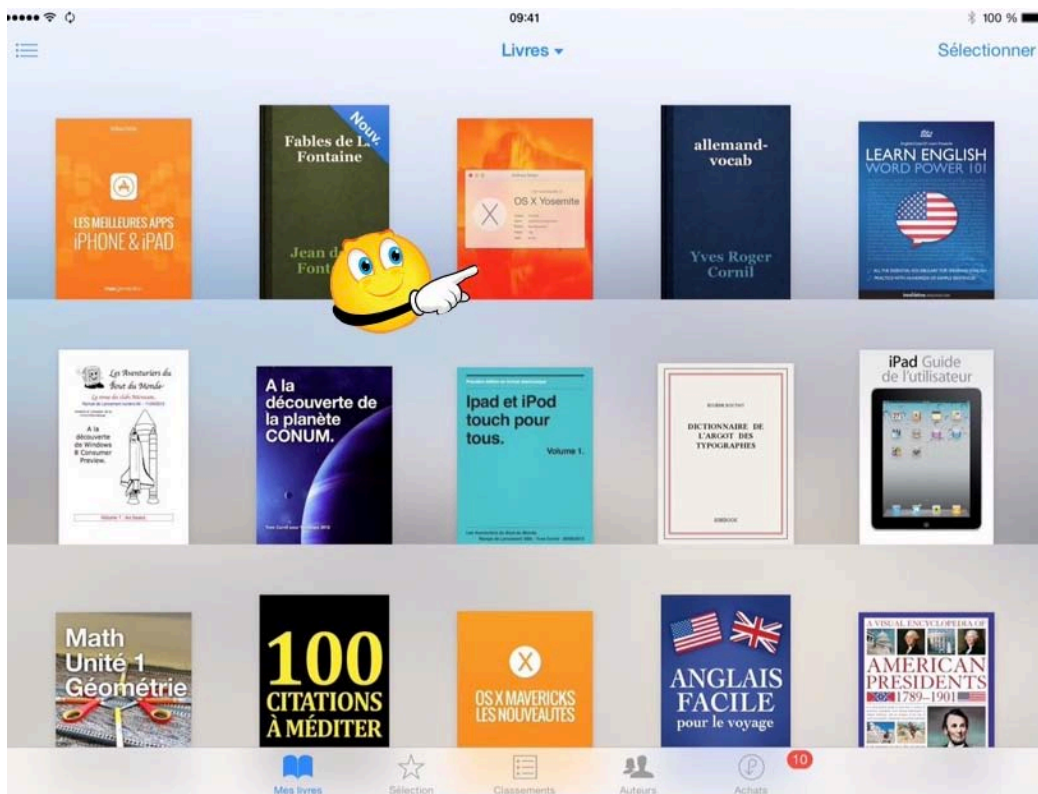 09:41
100 %
Livres
Sélectionner
LES MEILLEURES APPS
iPHONE & iPAD
Nouv.
Fables de L
Fontaine
Jean d
Font
OS X Yosemite
allemand-
vocab
Yves Roger
Cornil
LEARN ENGLISH
WORD POWER 101
Les Aventuriers du
Bout du Monde
A la
découverte
de Windows
8 Consumer
Preview.
A la
découverte de
la planète
CONUM.
Ipad et iPod
touch pour
tous.
Volume 1.
DICTIONNAIRE DE
L'ARGOT DES
TYPOGRAPHES
iPad Guide
de l'utilisateur
Math
Unité 1
Géométrie
100
CITATIONS
À MÉDITER
X
OS X MAVERICKS
LES NOUVEAUTÉS
ANGLAIS
FACILE
pour le voyage
A VISUAL ENCYCLOPEDIA OF
AMERICAN
PRESIDENTS
1789–1901
Mes livres
Sélection
Classements
Auteurs
Achats
10